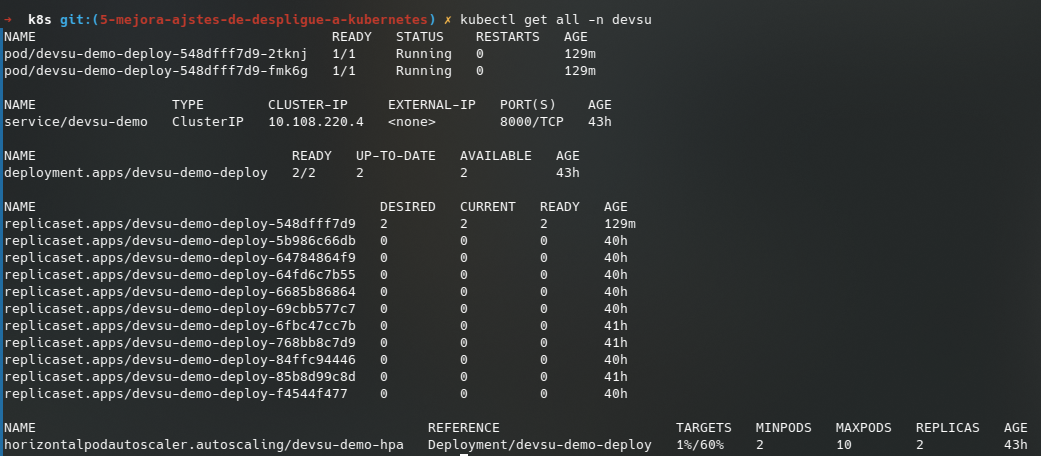 → k8s git:(5-mejora-ajstes-de-despligue-a-kubernetes) ✗ kubectl get all -n devsu
NAME READY STATUS RESTARTS AGE
pod/devsu-demo-deploy-548dfff7d9-2tknj 1/1 Running 0 129m
pod/devsu-demo-deploy-548dfff7d9-fmk6g 1/1 Running 0 129m
NAME TYPE CLUSTER-IP EXTERNAL-IP PORT(S) AGE
service/devsu-demo ClusterIP 10.108.220.4 <none> 8000/TCP 43h
NAME READY UP-TO-DATE AVAILABLE AGE
deployment.apps/devsu-demo-deploy 2/2 2 2 43h
NAME DESIRED CURRENT READY AGE
replicaset.apps/devsu-demo-deploy-548dfff7d9 2 2 2 129m
replicaset.apps/devsu-demo-deploy-5b986c66db 0 0 0 40h
replicaset.apps/devsu-demo-deploy-64784864f9 0 0 0 40h
replicaset.apps/devsu-demo-deploy-64fd6c7b55 0 0 0 40h
replicaset.apps/devsu-demo-deploy-6685b86864 0 0 0 40h
replicaset.apps/devsu-demo-deploy-69cbb577c7 0 0 0 40h
replicaset.apps/devsu-demo-deploy-6fbc47cc7b 0 0 0 41h
replicaset.apps/devsu-demo-deploy-768bb8c7d9 0 0 0 41h
replicaset.apps/devsu-demo-deploy-84ffc94446 0 0 0 40h
replicaset.apps/devsu-demo-deploy-85b8d99c8d 0 0 0 41h
replicaset.apps/devsu-demo-deploy-f4544f477 0 0 0 40h
NAME REFERENCE TARGETS MINPODS MAXPODS REPLICAS AGE
horizontalpodautoscaler.autoscaling/devsu-demo-hpa Deployment/devsu-demo-deploy 1%/60% 2 10 2 43h